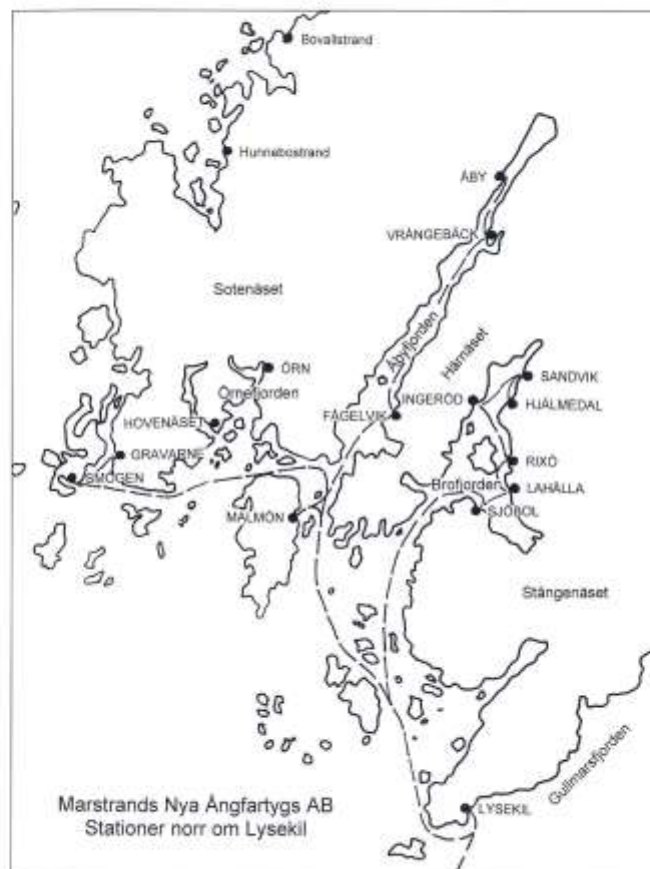 Bovallstrand
Hunnebostrand
ÅBY
VRÅNGEBÄCK
Sotenäset
Åbyfjorden
Härnäset
ÖRN
Örnefjorden
SANDVIK
INGERÖD
HJÄLMEDAL
FÅGELVIK
HOVENÄSET
GRAVARNE
SMÖGEN
RIXÖ
Brofjorden
LAHÄLLA
SJÖBOL
MALMÖN
Stångenäset
Gullmarsfjorden
LYSEKIL
Marstrands Nya Ångfartygs AB
Stationer norr om Lysekil